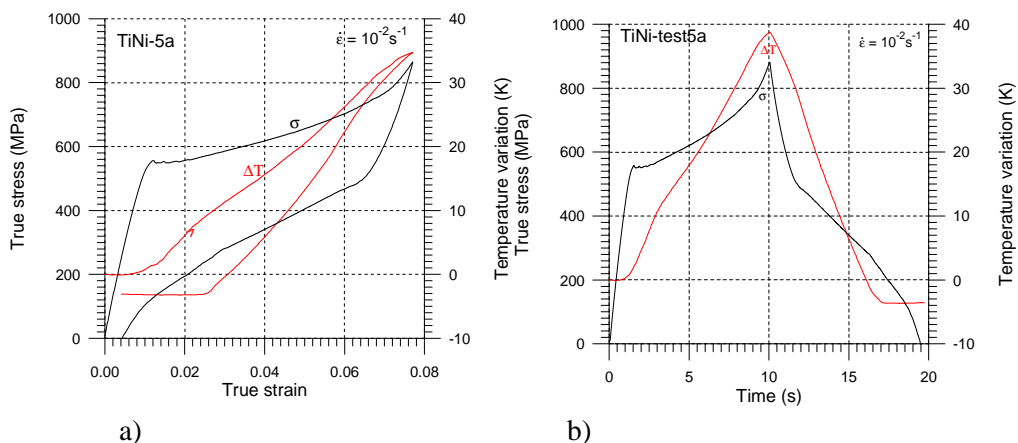 TiNi-5a
ε̇ = 10⁻²s⁻¹
1000
800
600
400
200
0
True stress (MPa)
σ
ΔT
40
30
20
10
0
-10
Temperature variation (K)
0.00
0.02
0.04
0.06
0.08
True strain
a)
TiNi-test5a
ε̇ = 10⁻²s⁻¹
1000
800
600
400
200
0
True stress (MPa)
ΔT
σ
40
30
20
10
0
-10
Temperature variation (K)
0
5
10
15
20
Time (s)
b)